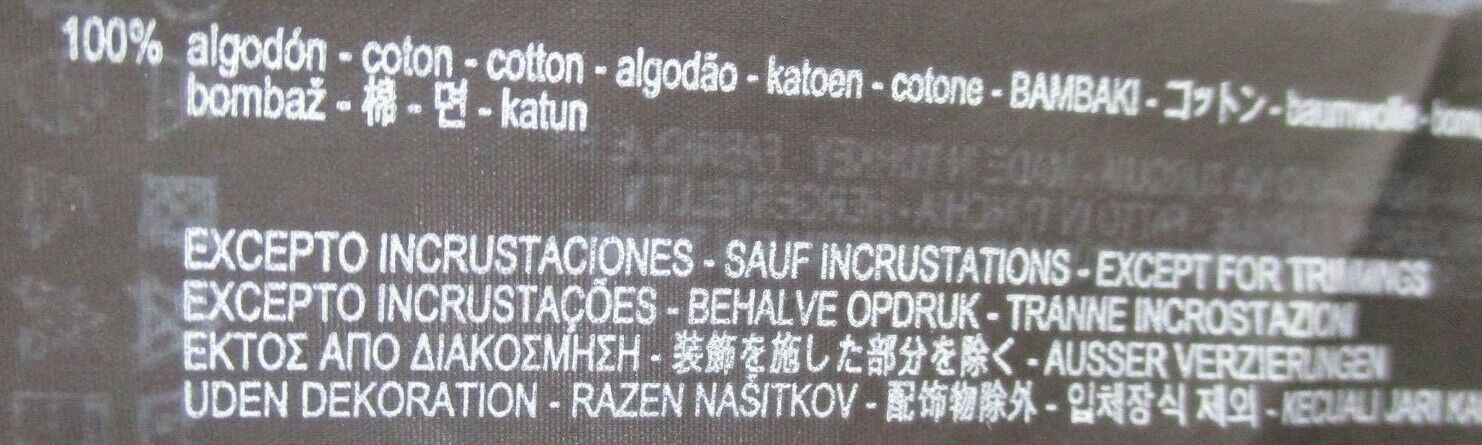 100% algodón - coton - cotton - algodão - katoen - cotone - BAMBAKI - コットン - baumwolle -
bombaž - 棉 - 면 - katun
EXCEPTO INCRUSTACIONES - SAUF INCRUSTATIONS - EXCEPT FOR TRIMMINGS
EXCEPTO INCRUSTAÇÕES - BEHALVE OPDRUK - TRANNE INCROSTAZIONI
ΕΚΤΟΣ ΑΠΟ ΔΙΑΚΟΣΜΗΣΗ - 装飾を施した部分を除く - AUSSER VERZIERUNGEN
UDEN DEKORATION - RAZEN NAŠITKOV - 配饰物除外 - 입체장식 제외 - KECUALI JARII